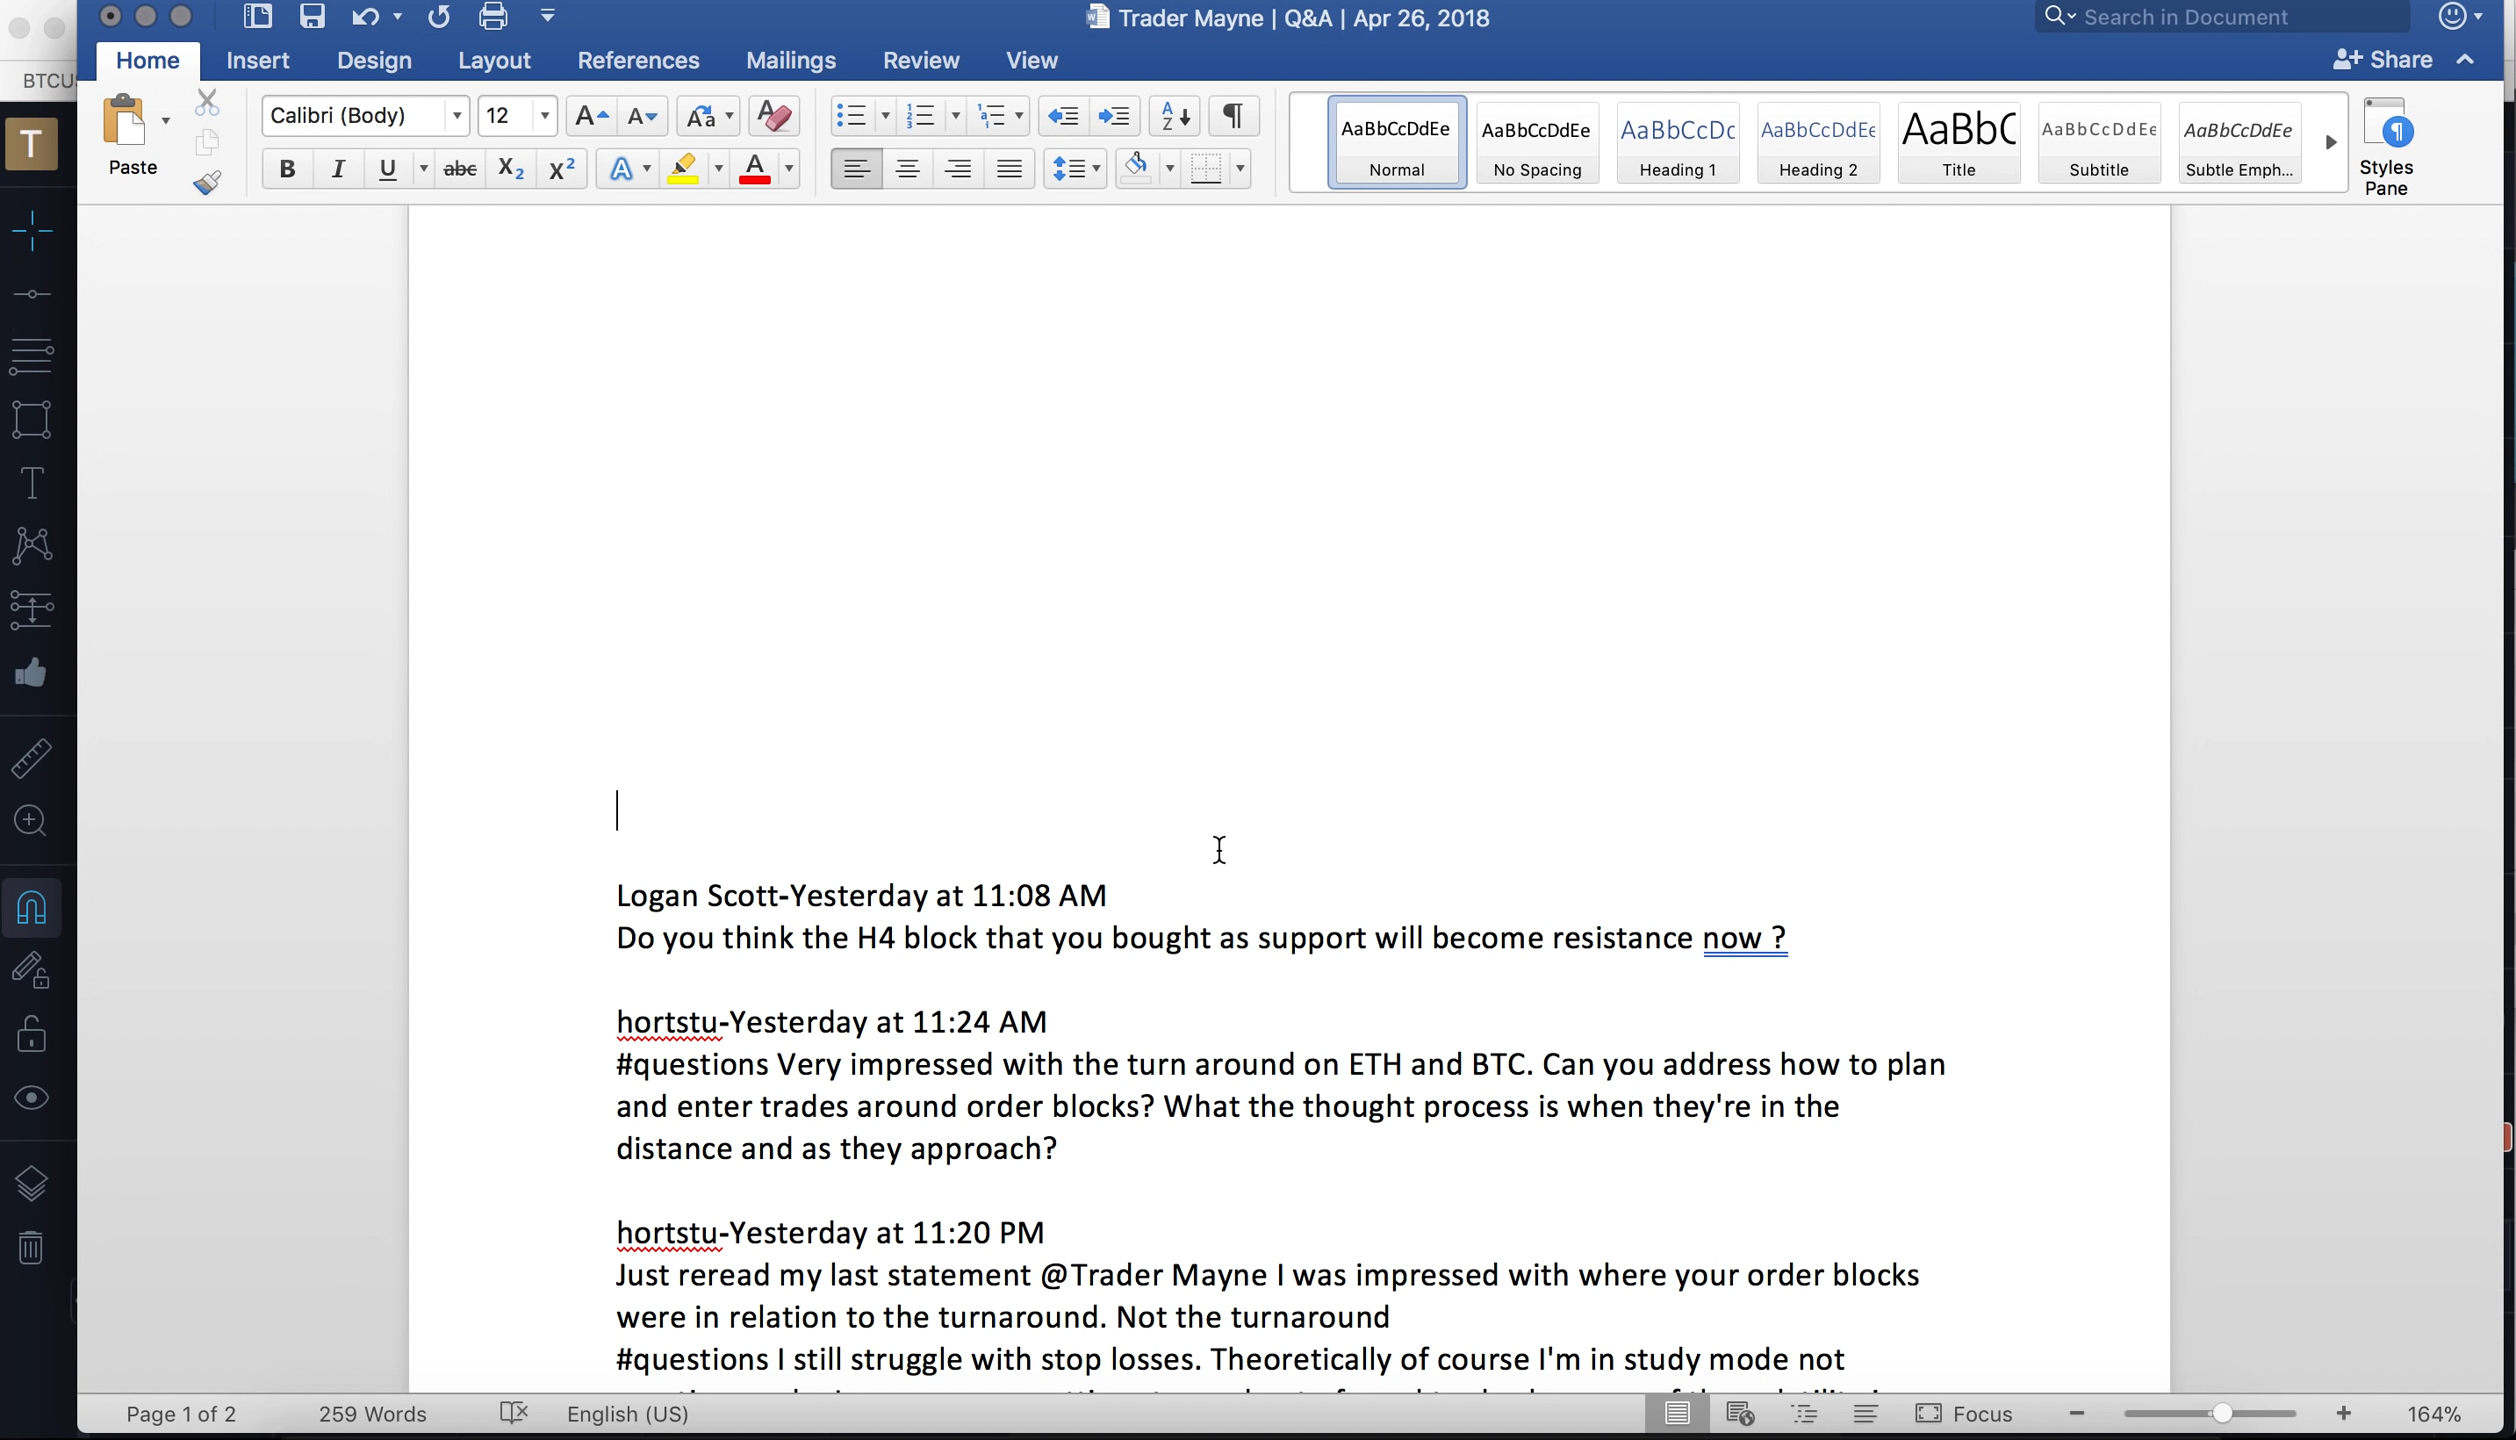 Trader Mayne | Q&A | Apr 26, 2018
Search in Document
Home
Insert
Design
Layout
References
Mailings
Review
View
Share
BTCUS
T
Paste
Calibri (Body)
12
AaBbCcDdEe
Normal
AaBbCcDdEe
No Spacing
AaBbCcDc
Heading 1
AaBbCcDdEe
Heading 2
AaBbC
Title
AaBbCcDdEe
Subtitle
AaBbCcDdEe
Subtle Emph...
Styles
Pane
Logan Scott-Yesterday at 11:08 AM
Do you think the H4 block that you bought as support will become resistance now ?
hortstu-Yesterday at 11:24 AM
#questions Very impressed with the turn around on ETH and BTC. Can you address how to plan
and enter trades around order blocks? What the thought process is when they're in the
distance and as they approach?
hortstu-Yesterday at 11:20 PM
Just reread my last statement @Trader Mayne I was impressed with where your order blocks
were in relation to the turnaround. Not the turnaround
#questions I still struggle with stop losses. Theoretically of course I'm in study mode not
Page 1 of 2
259 Words
English (US)
Focus
164%